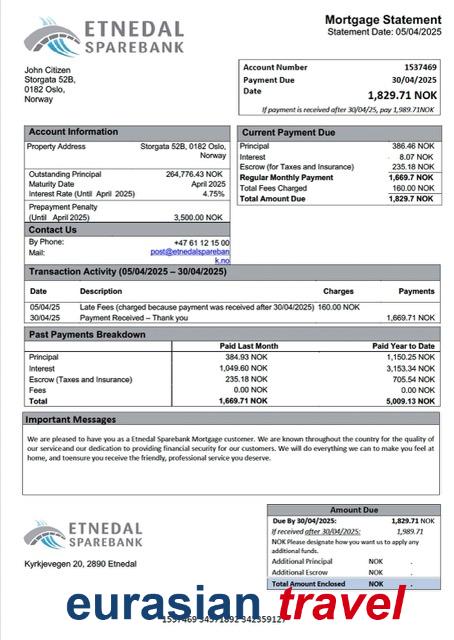 ETNEDAL
SPAREBANK
Mortgage Statement
Statement Date: 05/04/2025
John Citizen
Storgata 52B,
0182 Oslo,
Norway
Account Number 1537469
Payment Due 30/04/2025
Date
1,829.71 NOK
If payment is received after 30/04/25, pay 1,989.71NOK
Account Information
Property Address Storgata 52B, 0182 Oslo,
Norway
Outstanding Principal 264,776.43 NOK
Maturity Date April 2025
Interest Rate (Until April 2025) 4.75%
Prepayment Penalty
(Until April 2025) 3,500.00 NOK
Contact Us
By Phone: +47 61 12 15 00
Mail: post@etnedalspareban
k.no
Current Payment Due
Principal 386.46 NOK
Interest 8.07 NOK
Escrow (for Taxes and Insurance) 235.18 NOK
Regular Monthly Payment 1,669.7 NOK
Total Fees Charged 160.00 NOK
Total Amount Due 1,829.7 NOK
Transaction Activity (05/04/2025 – 30/04/2025)
Date Description Charges Payments
05/04/25 Late Fees (charged because payment was received after 30/04/2025) 160.00 NOK
30/04/25 Payment Received – Thank you 1,669.71 NOK
Past Payments Breakdown
Paid Last Month Paid Year to Date
Principal 384.93 NOK 1,150.25 NOK
Interest 1,049.60 NOK 3,153.34 NOK
Escrow (Taxes and Insurance) 235.18 NOK 705.54 NOK
Fees 0.00 NOK 0.00 NOK
Total 1,669.71 NOK 5,009.13 NOK
Important Messages
We are pleased to have you as a Etnedal Sparebank Mortgage customer. We are known throughout the country for the quality of
our serviceand our dedication to providing financial security for our customers. We will do everything we can to make you feel at
home, and toensure you receive the friendly, professional service you deserve.
ETNEDAL
SPAREBANK
Kyrkjevegen 20, 2890 Etnedal
Amount Due
Due By 30/04/2025: 1,829.71 NOK
If received after 30/04/2025: 1,989.71
NOK Please designate how you want us to apply any
additional funds.
Additional Principal NOK .
Additional Escrow NOK .
Total Amount Enclosed NOK .
eurasian travel
1537469 34571892 342359127